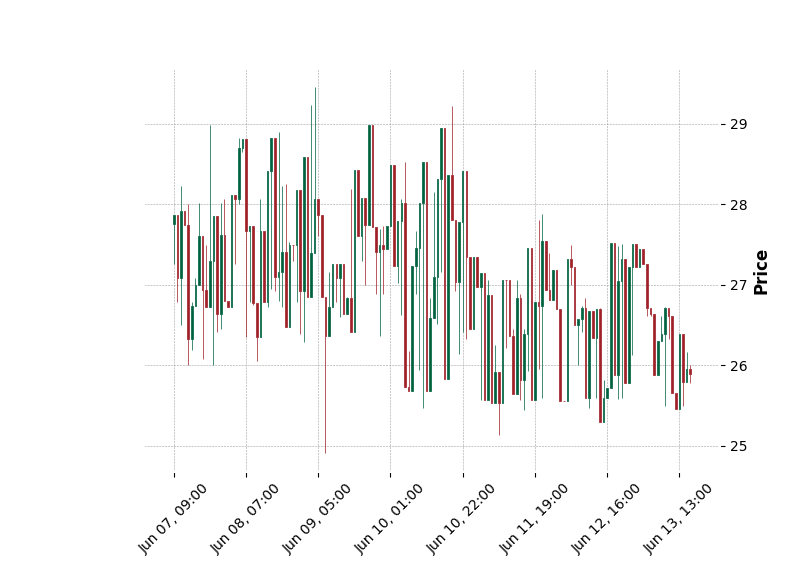 29
28
27
26
25
Price
Jun 07, 09:00
Jun 08, 07:00
Jun 09, 05:00
Jun 10, 01:00
Jun 10, 22:00
Jun 11, 19:00
Jun 12, 16:00
Jun 13, 13:00